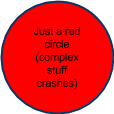 Just a red
circle
(complex
stuff
crashes)